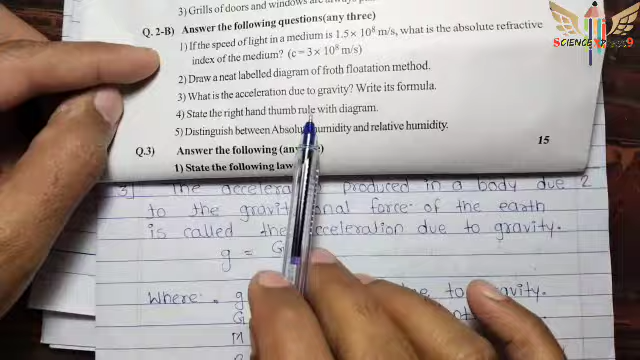 3) Grills of doors and windows are always
Q. 2-B) Answer the following questions(any three)
1) If the speed of light in a medium is 1.5× 10⁸ m/s, what is the absolute refractive
index of the medium? (c = 3 × 10⁸ m/s)
2) Draw a neat labelled diagram of froth floatation method.
3) What is the acceleration due to gravity? Write its formula.
4) State the right hand thumb rule with diagram.
5) Distinguish between humidity and relative humidity.
15
Q.3) Answer the following
1) State the following
3] The produced in a body due 2
to the force of the earth
is called the acceleration due to gravity.
g = G
Where: g to gravity.
G
M
SCIENCE